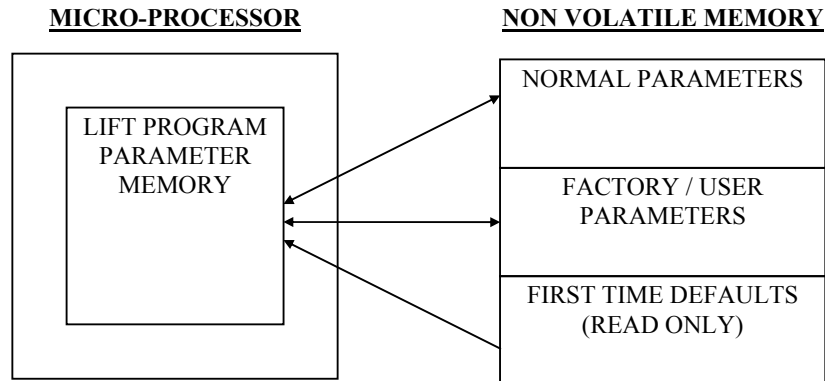 MICRO-PROCESSOR
NON VOLATILE MEMORY
LIFT PROGRAM
PARAMETER
MEMORY
NORMAL PARAMETERS
FACTORY / USER
PARAMETERS
FIRST TIME DEFAULTS
(READ ONLY)